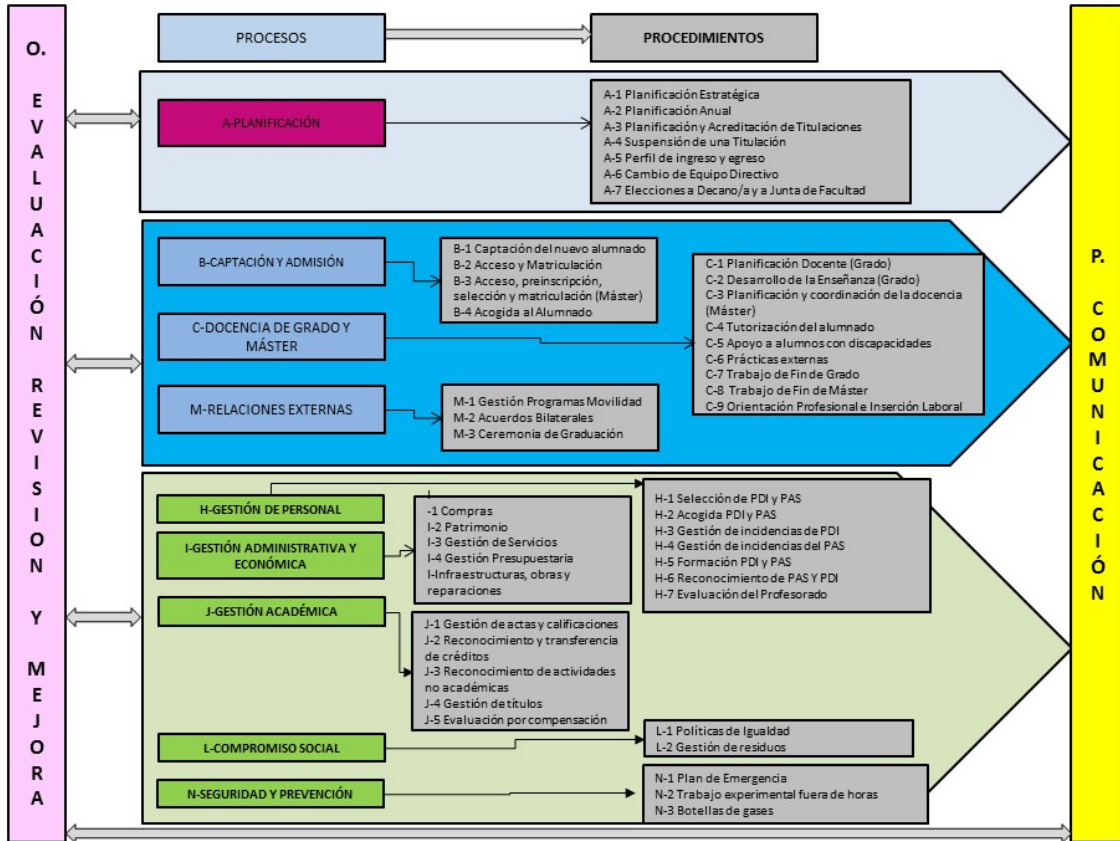 O. EVALUACIÓN REVISION Y MEJORA
PROCESOS
PROCEDIMIENTOS
A-PLANIFICACIÓN
A-1 Planificación Estratégica
A-2 Planificación Anual
A-3 Planificación y Acreditación de Titulaciones
A-4 Suspensión de una Titulación
A-5 Perfil de ingreso y egreso
A-6 Cambio de Equipo Directivo
A-7 Elecciones a Decano/a y a Junta de Facultad
B-CAPTACIÓN Y ADMISIÓN
B-1 Captación del nuevo alumnado
B-2 Acceso y Matriculación
B-3 Acceso, preinscripción,
selección y matriculación (Máster)
B-4 Acogida al Alumnado
C-DOCENCIA DE GRADO Y
MÁSTER
C-1 Planificación Docente (Grado)
C-2 Desarrollo de la Enseñanza (Grado)
C-3 Planificación y coordinación de la docencia
(Máster)
C-4 Tutorización del alumnado
C-5 Apoyo a alumnos con discapacidades
C-6 Prácticas externas
C-7 Trabajo de Fin de Grado
C-8 Trabajo de Fin de Máster
C-9 Orientación Profesional e Inserción Laboral
M-RELACIONES EXTERNAS
M-1 Gestión Programas Movilidad
M-2 Acuerdos Bilaterales
M-3 Ceremonia de Graduación
H-GESTIÓN DE PERSONAL
H-1 Selección de PDI y PAS
H-2 Acogida PDI y PAS
H-3 Gestión de incidencias de PDI
H-4 Gestión de incidencias del PAS
H-5 Formación PDI y PAS
H-6 Reconocimiento de PAS Y PDI
H-7 Evaluación del Profesorado
I-GESTIÓN ADMINISTRATIVA Y
ECONÓMICA
-1 Compras
I-2 Patrimonio
I-3 Gestión de Servicios
I-4 Gestión Presupuestaria
I-Infraestructuras, obras y
reparaciones
J-GESTIÓN ACADÉMICA
J-1 Gestión de actas y calificaciones
J-2 Reconocimiento y transferencia
de créditos
J-3 Reconocimiento de actividades
no académicas
J-4 Gestión de títulos
J-5 Evaluación por compensación
L-COMPROMISO SOCIAL
L-1 Políticas de Igualdad
L-2 Gestión de residuos
N-SEGURIDAD Y PREVENCIÓN
N-1 Plan de Emergencia
N-2 Trabajo experimental fuera de horas
N-3 Botellas de gases
P. COMUNICACIÓN